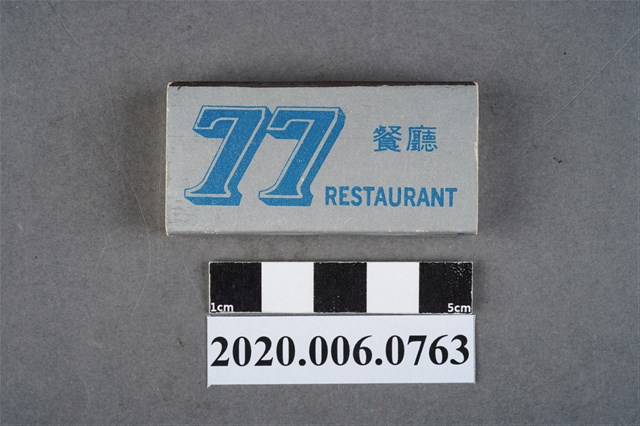 77 餐廳
RESTAURANT
1cm 5cm
2020.006.0763